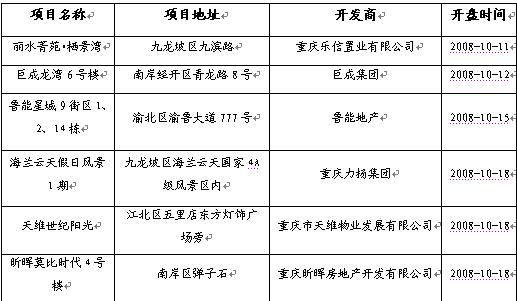 项目名称 项目地址 开发商 开盘时间
丽水菁苑·栖景湾 九龙坡区九滨路 重庆乐信置业有限公司 2008-10-11
巨成龙湾6号楼 南岸经开区青龙路8号 巨成集团 2008-10-12
鲁能星城9街区1、
2、14栋 渝北区渝鲁大道777号 鲁能地产 2008-10-15
海兰云天假日风景
1期 九龙坡区海兰云天国家4A
级风景区内 重庆力扬集团 2008-10-18
天维世纪阳光 江北区五里店东方灯饰广
场旁 重庆市天维物业发展有限公司 2008-10-18
昕晖莫比时代4号
楼 南岸区弹子石 重庆昕晖房地产开发有限公司 2008-10-18